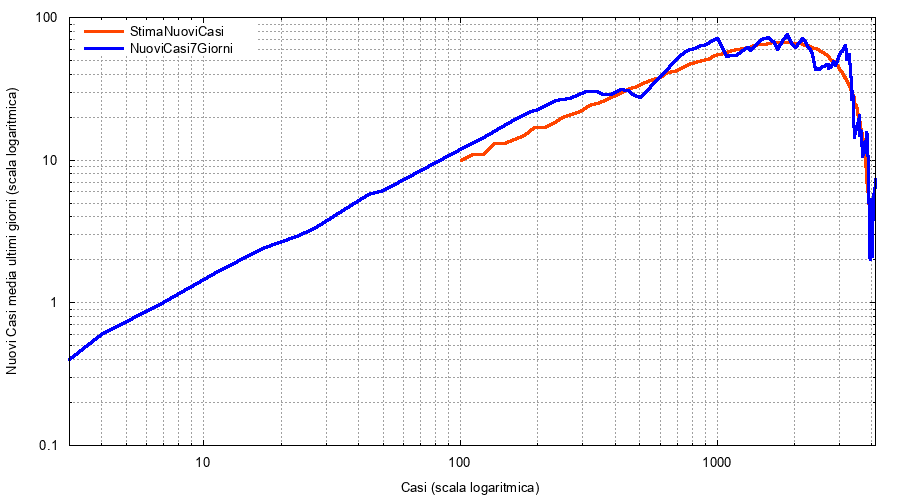 StimaNuoviCasi
NuoviCasi7Giorni
Nuovi Casi media ultimi giorni (scala logaritmica)
100
10
1
0.1
10
100
1000
Casi (scala logaritmica)